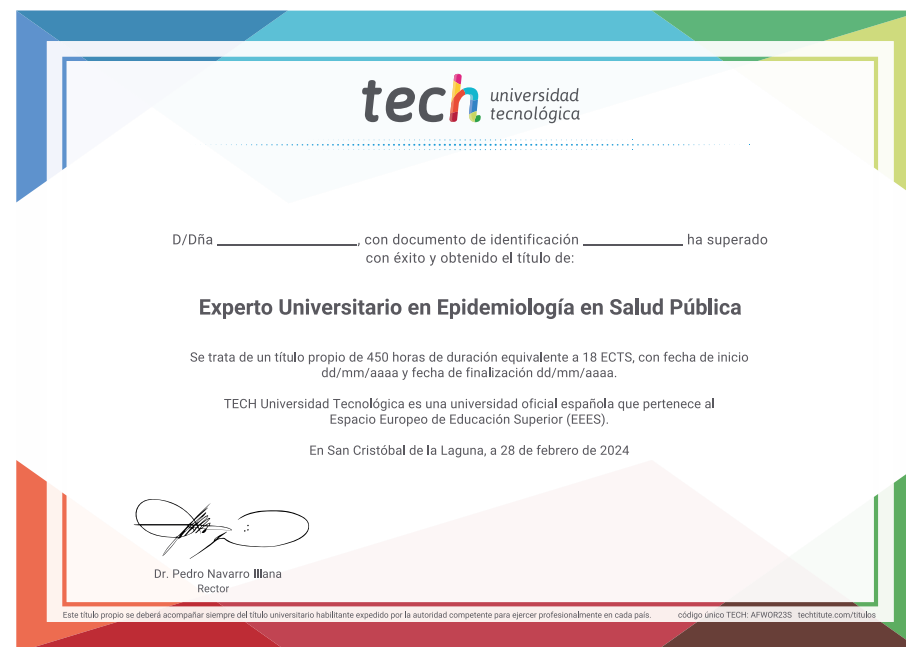 tech universidad
tecnológica
D/Dña ____________________, con documento de identificación ______________ ha superado
con éxito y obtenido el título de:
Experto Universitario en Epidemiología en Salud Pública
Se trata de un título propio de 450 horas de duración equivalente a 18 ECTS, con fecha de inicio
dd/mm/aaaa y fecha de finalización dd/mm/aaaa.
TECH Universidad Tecnológica es una universidad oficial española que pertenece al
Espacio Europeo de Educación Superior (EEES).
En San Cristóbal de la Laguna, a 28 de febrero de 2024
Dr. Pedro Navarro Illana
Rector
Este título propio se deberá acompañar siempre del título universitario habilitante expedido por la autoridad competente para ejercer profesionalmente en cada país. código único TECH: AFWOR23S techtitute.com/titulos